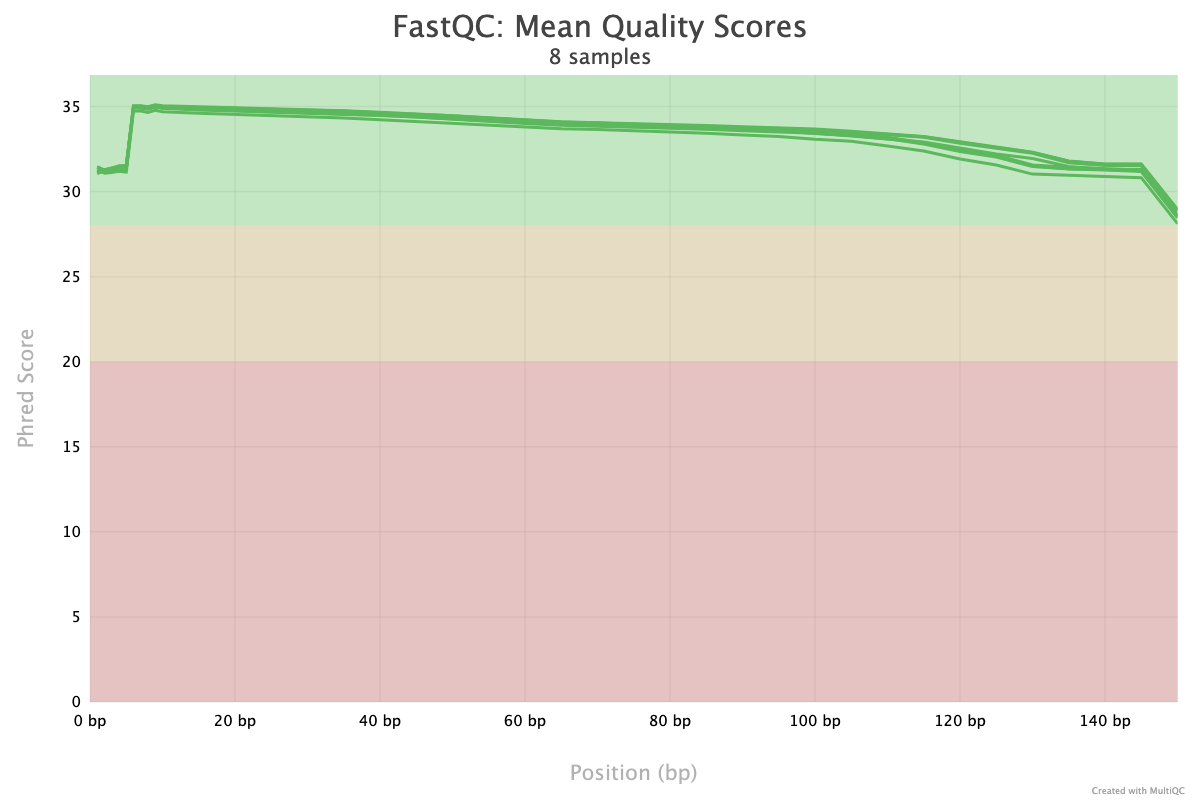 FastQC: Mean Quality Scores
8 samples
Phred Score
35
30
25
20
15
10
5
0
0 bp
20 bp
40 bp
60 bp
80 bp
100 bp
120 bp
140 bp
Position (bp)
Created with MultiQC